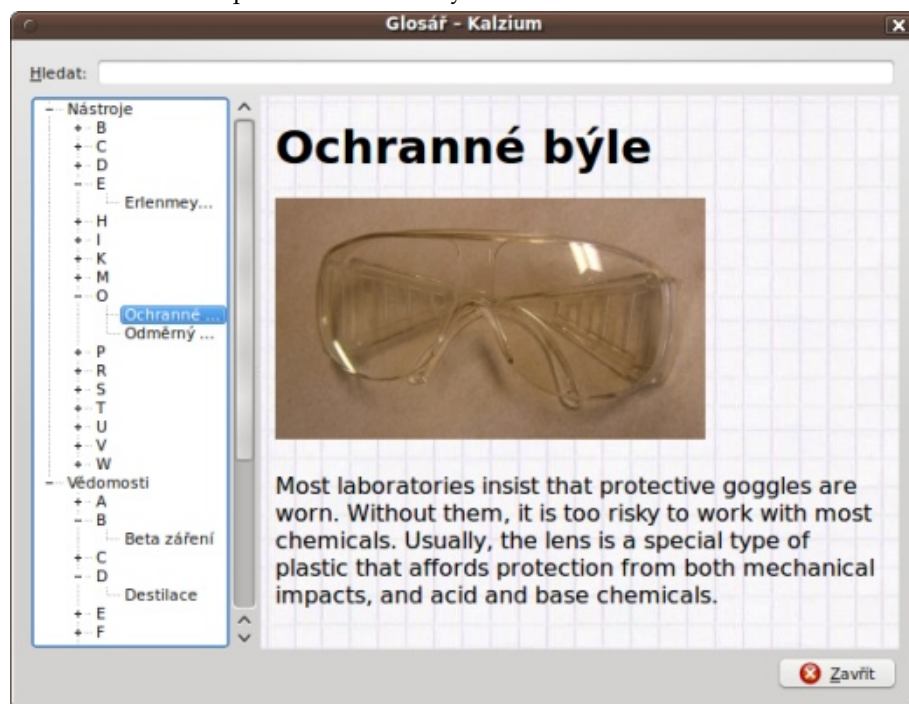 Glosář – Kalzium
Hledat:
Nástroje
B
C
D
E
Erlenmey...
H
I
K
M
O
Ochranné ...
Odměrný ...
P
R
S
T
U
V
W
Vědomosti
A
B
Beta záření
C
D
Destilace
E
F
Ochranné býle
Most laboratories insist that protective goggles are
worn. Without them, it is too risky to work with most
chemicals. Usually, the lens is a special type of
plastic that affords protection from both mechanical
impacts, and acid and base chemicals.
Zavřít